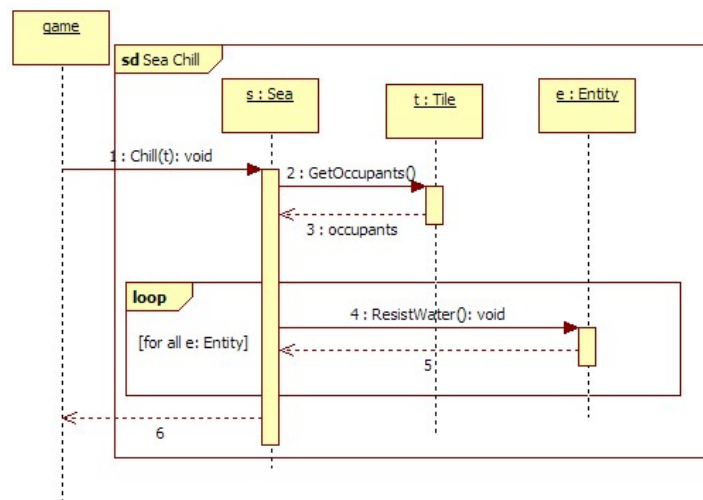 game
sd Sea Chill
s : Sea
t : Tile
e : Entity
1 : Chill(t): void
2 : GetOccupants()
3 : occupants
loop
4 : ResistWater(): void
[for all e: Entity]
5
6